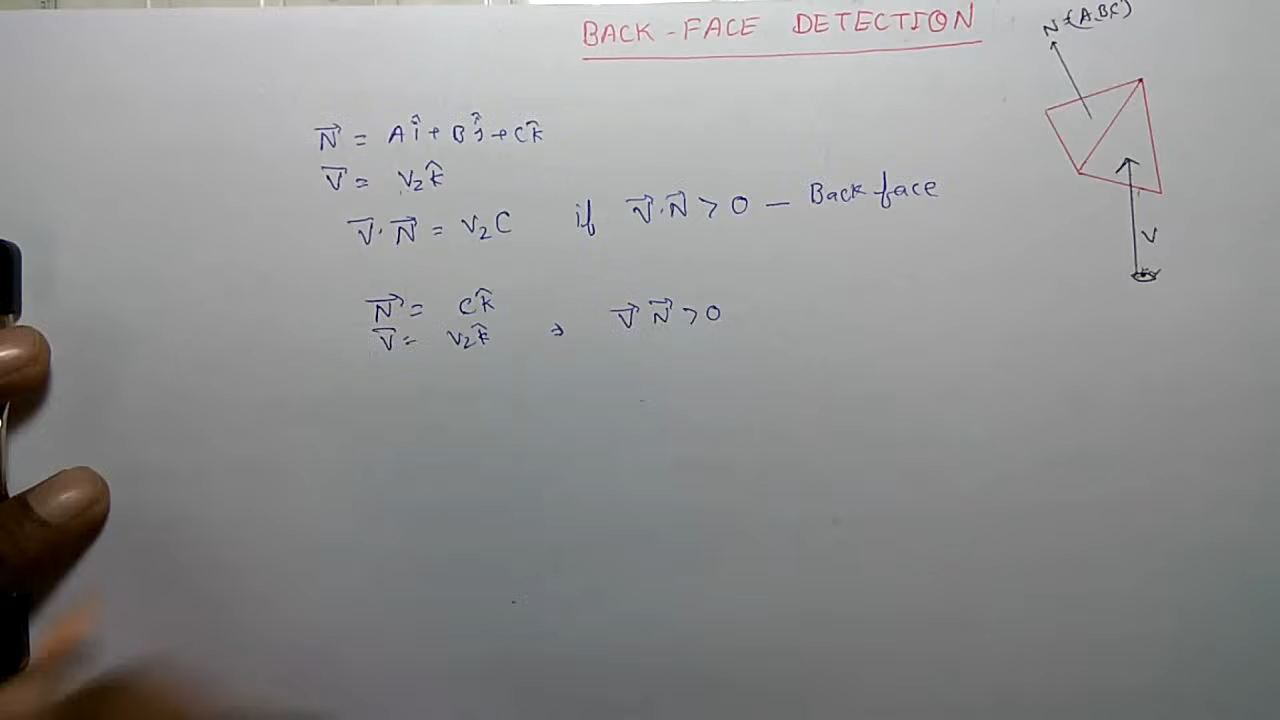 BACK-FACE DETECTION
N=(A,B,C)
N⃗ = Aî + Bĵ + Ck̂
V⃗ = V₂k̂
V⃗·N⃗ = V₂C if V⃗·N⃗ > 0 — Back face
V
N⃗ = Ck̂
V⃗ = V₂k̂ ⇒ V⃗ N⃗ > 0